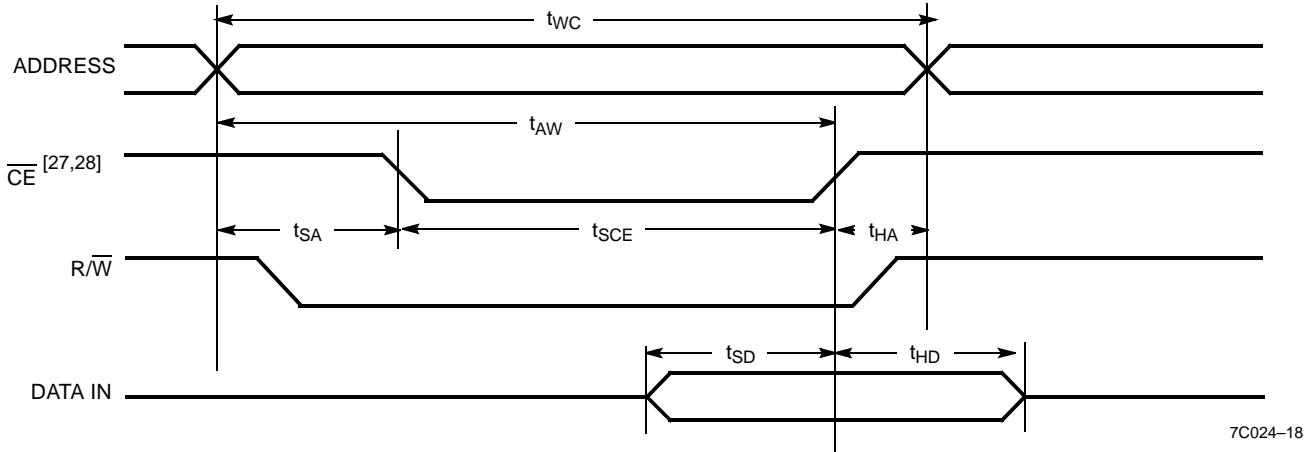 tWC
ADDRESS
tAW
CE [27,28]
tSA tSCE tHA
R/W
tSD tHD
DATA IN
7C024–18